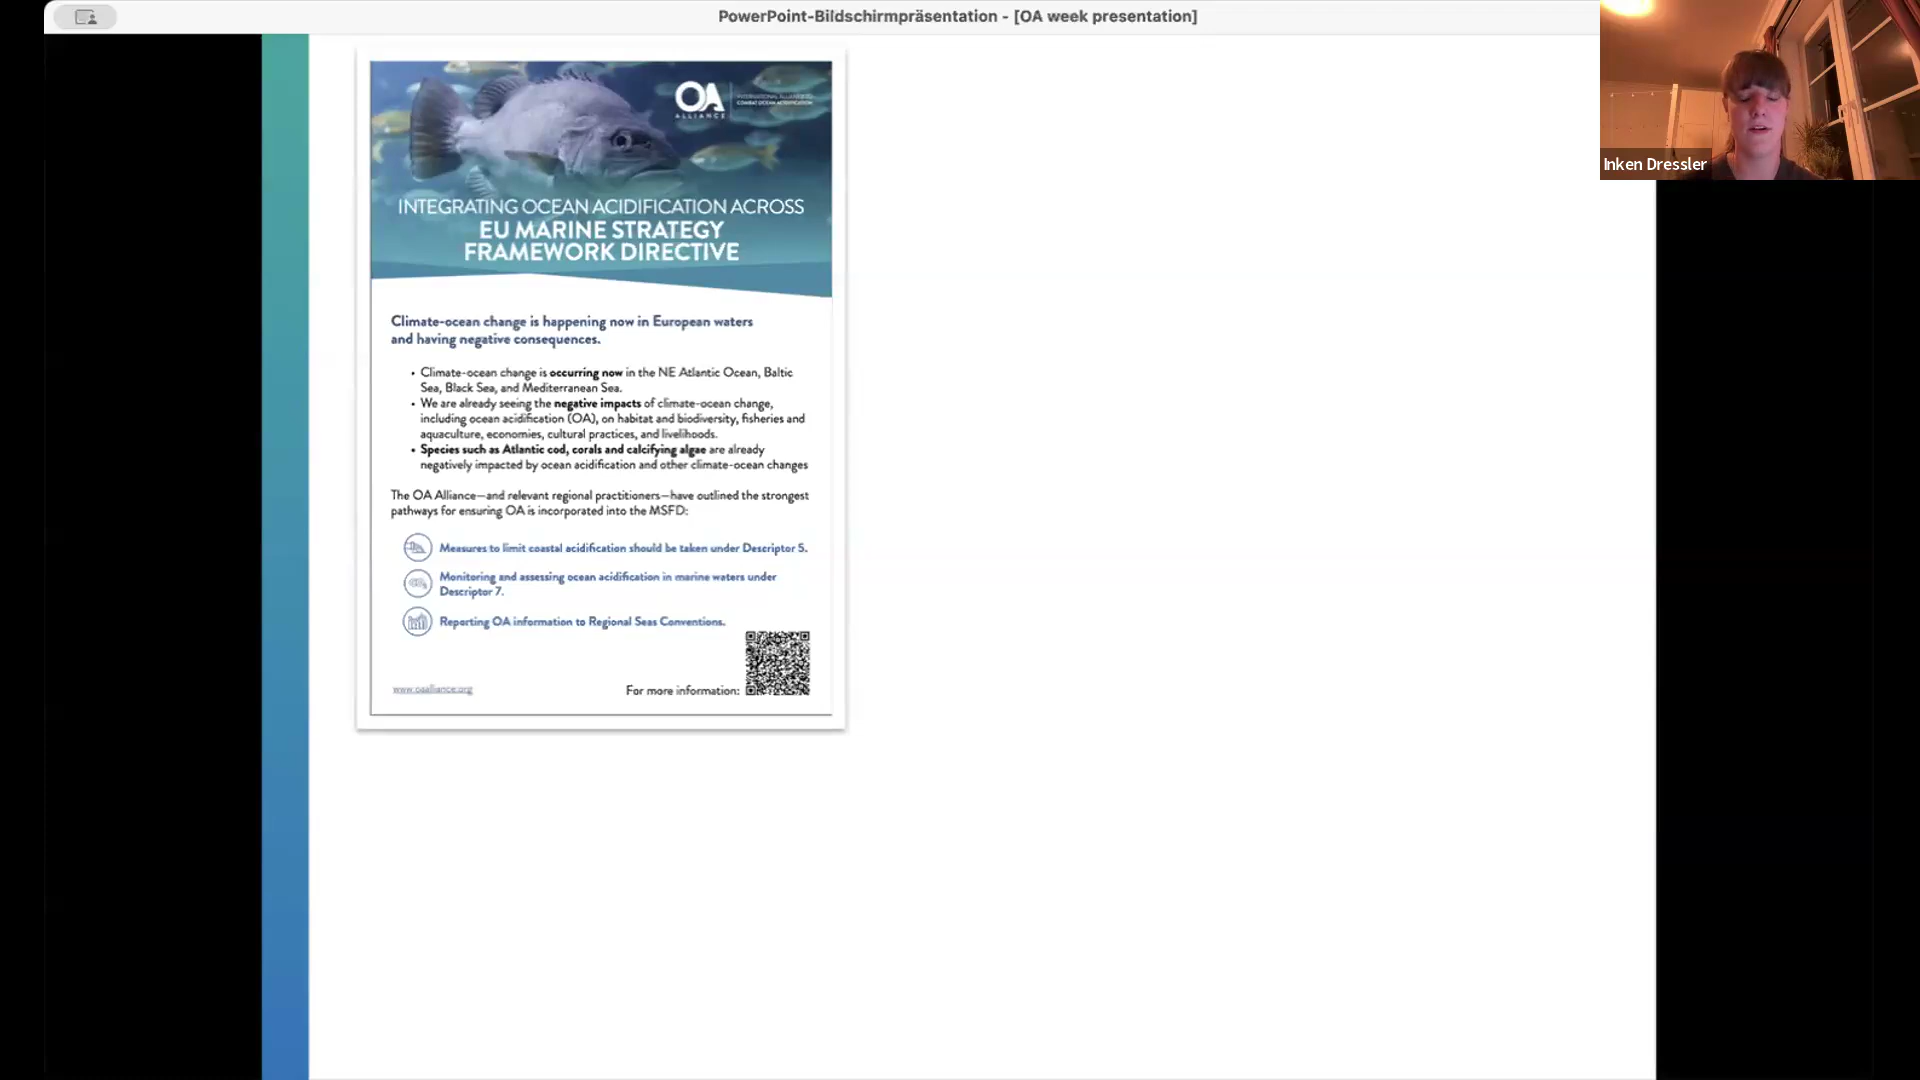 PowerPoint-Bildschirmpräsentation - [OA week presentation]
Inken Dressler
OA
ALLIANCE
INTERNATIONAL ALLIANCE TO
COMBAT OCEAN ACIDIFICATION
INTEGRATING OCEAN ACIDIFICATION ACROSS
EU MARINE STRATEGY
FRAMEWORK DIRECTIVE
Climate-ocean change is happening now in European waters
and having negative consequences.
• Climate-ocean change is occurring now in the NE Atlantic Ocean, Baltic
Sea, Black Sea, and Mediterranean Sea.
• We are already seeing the negative impacts of climate-ocean change,
including ocean acidification (OA), on habitat and biodiversity, fisheries and
aquaculture, economies, cultural practices, and livelihoods.
• Species such as Atlantic cod, corals and calcifying algae are already
negatively impacted by ocean acidification and other climate-ocean changes
The OA Alliance—and relevant regional practitioners—have outlined the strongest
pathways for ensuring OA is incorporated into the MSFD:
Measures to limit coastal acidification should be taken under Descriptor 5.
Monitoring and assessing ocean acidification in marine waters under
Descriptor 7.
Reporting OA information to Regional Seas Conventions.
www.oaalliance.org
For more information: